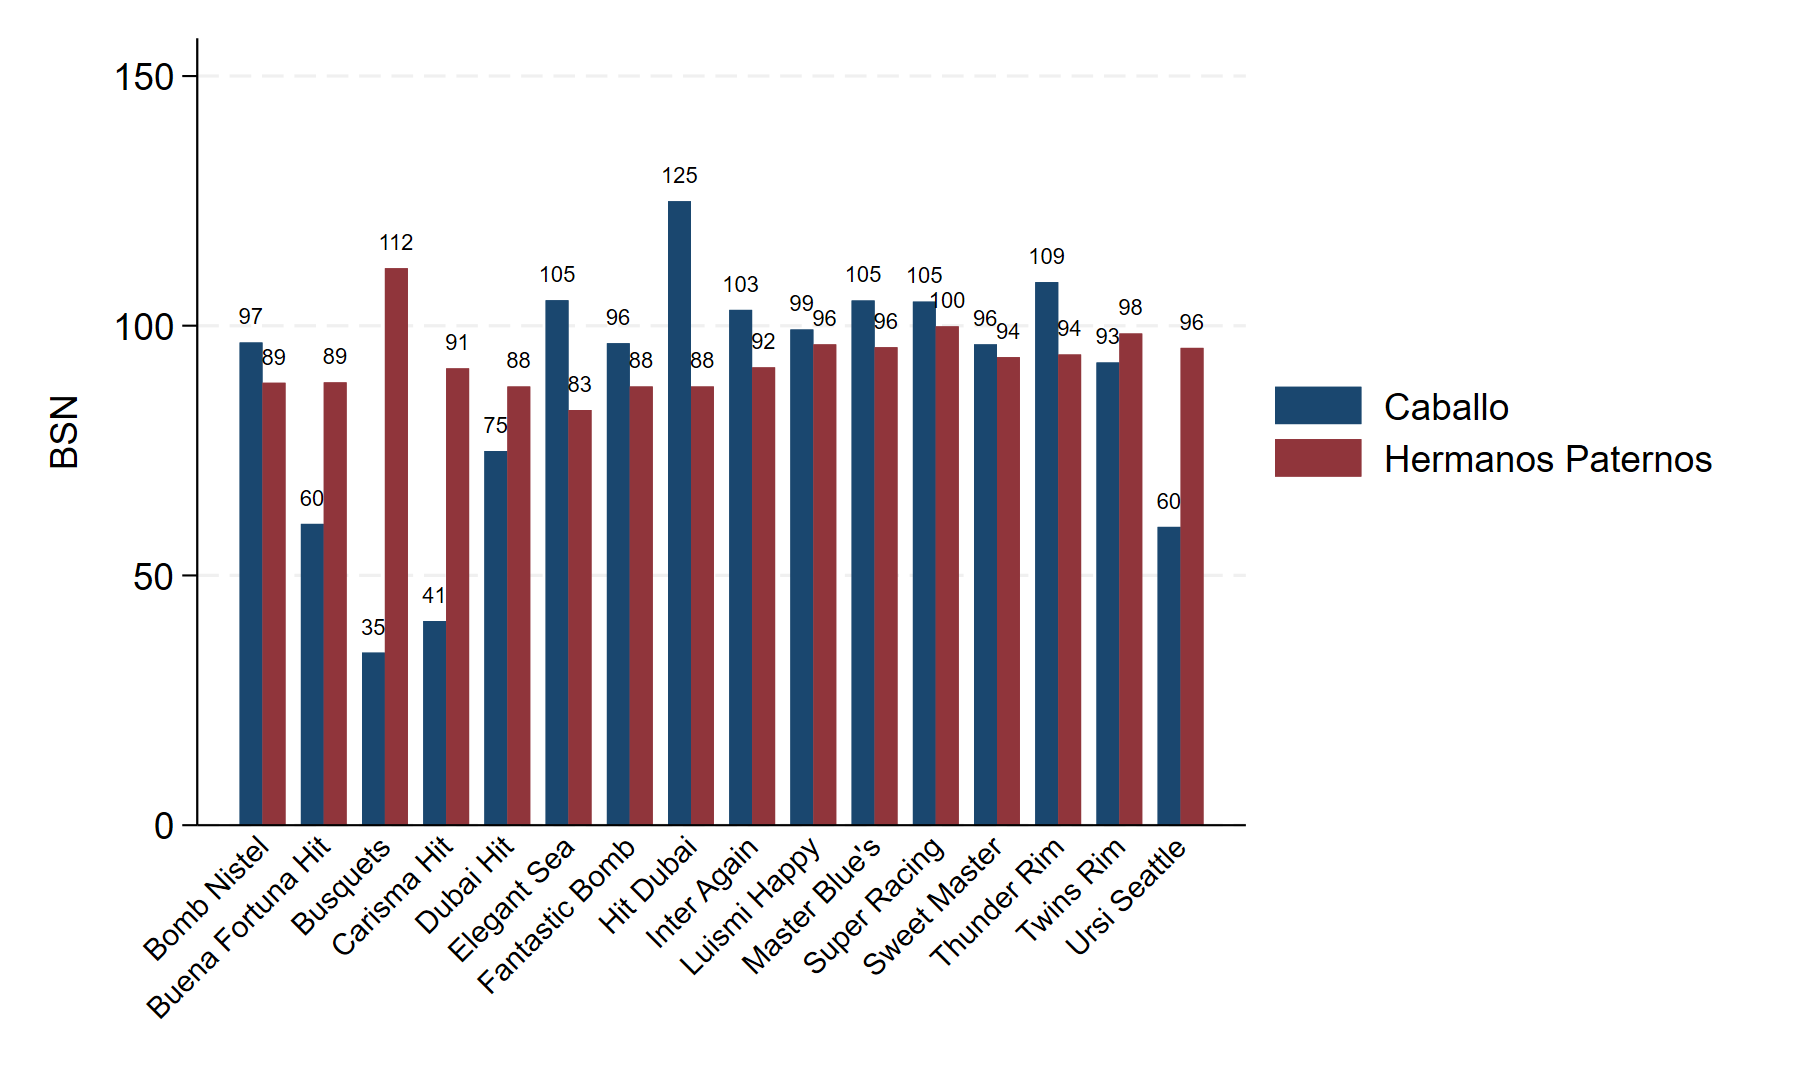 150
100
50
0
BSN
97
89
60
89
35
112
41
91
75
88
105
83
96
88
125
88
103
92
99
96
105
96
105
100
96
94
109
94
93
98
60
96
Bomb Nistel
Buena Fortuna Hit
Busquets
Carisma Hit
Dubai Hit
Elegant Sea
Fantastic Bomb
Hit Dubai
Inter Again
Luismi Happy
Master Blue's
Super Racing
Sweet Master
Thunder Rim
Twins Rim
Ursi Seattle
Caballo
Hermanos Paternos